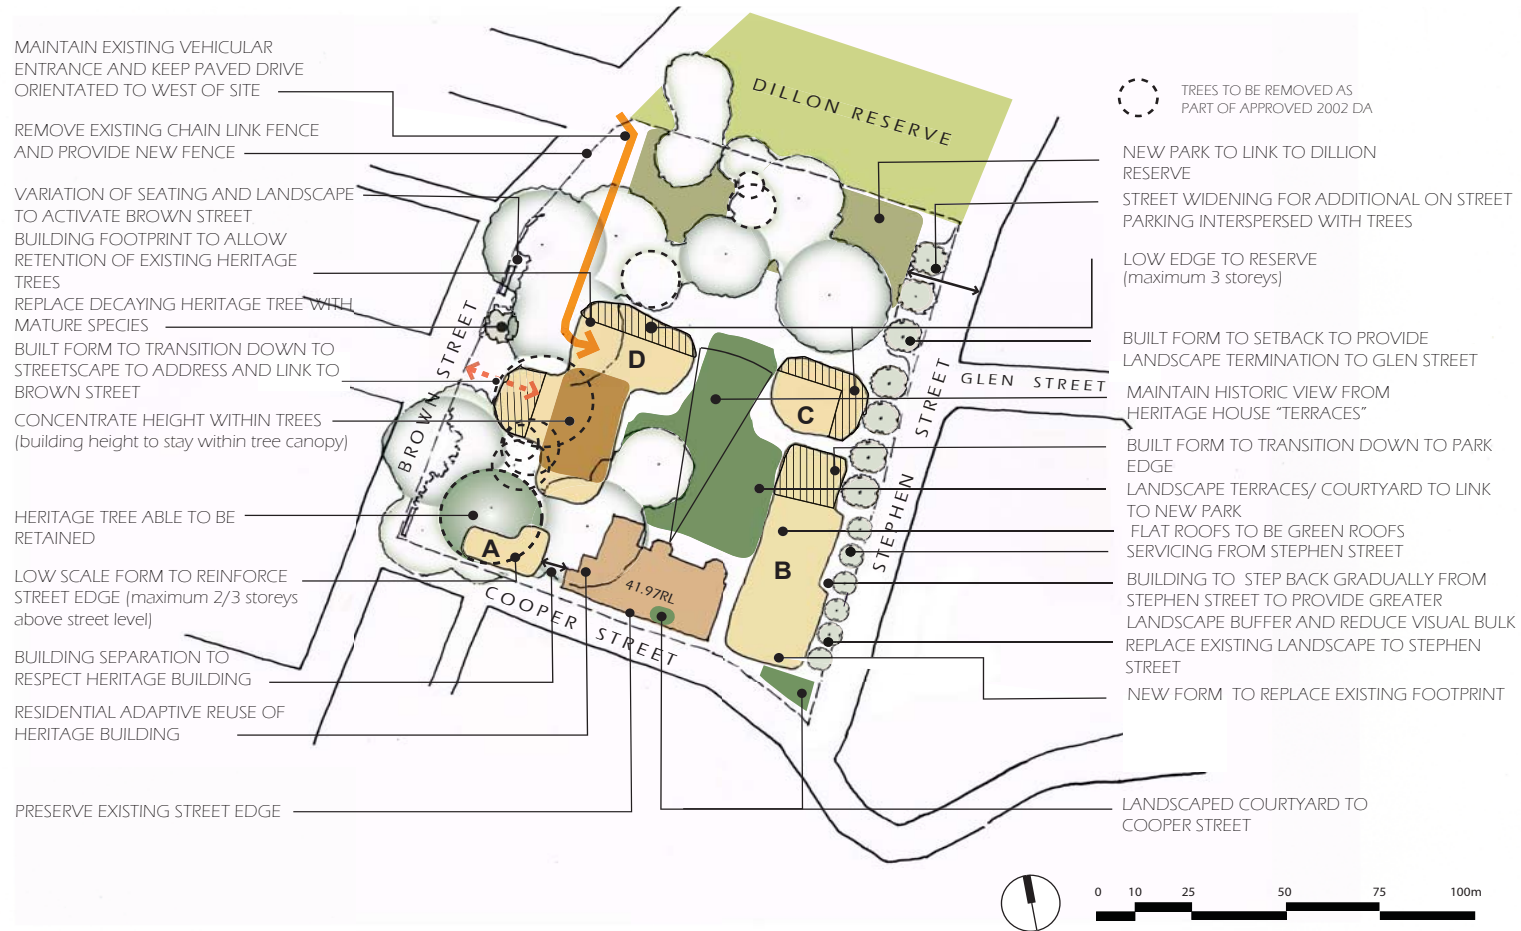 MAINTAIN EXISTING VEHICULAR
ENTRANCE AND KEEP PAVED DRIVE
ORIENTATED TO WEST OF SITE
REMOVE EXISTING CHAIN LINK FENCE
AND PROVIDE NEW FENCE
VARIATION OF SEATING AND LANDSCAPE
TO ACTIVATE BROWN STREET
BUILDING FOOTPRINT TO ALLOW
RETENTION OF EXISTING HERITAGE
TREES
REPLACE DECAYING HERITAGE TREE WITH
MATURE SPECIES
BUILT FORM TO TRANSITION DOWN TO
STREETSCAPE TO ADDRESS AND LINK TO
BROWN STREET
CONCENTRATE HEIGHT WITHIN TREES
(building height to stay within tree canopy)
HERITAGE TREE ABLE TO BE
RETAINED
LOW SCALE FORM TO REINFORCE
STREET EDGE (maximum 2/3 storeys
above street level)
BUILDING SEPARATION TO
RESPECT HERITAGE BUILDING
RESIDENTIAL ADAPTIVE REUSE OF
HERITAGE BUILDING
PRESERVE EXISTING STREET EDGE
DILLON RESERVE
BROWN STREET
D
C
A
B
41.97RL
COOPER STREET
STEPHEN STREET
GLEN STREET
TREES TO BE REMOVED AS
PART OF APPROVED 2002 DA
NEW PARK TO LINK TO DILLION
RESERVE
STREET WIDENING FOR ADDITIONAL ON STREET
PARKING INTERSPERSED WITH TREES
LOW EDGE TO RESERVE
(maximum 3 storeys)
BUILT FORM TO SETBACK TO PROVIDE
LANDSCAPE TERMINATION TO GLEN STREET
MAINTAIN HISTORIC VIEW FROM
HERITAGE HOUSE “TERRACES”
BUILT FORM TO TRANSITION DOWN TO PARK
EDGE
LANDSCAPE TERRACES/ COURTYARD TO LINK
TO NEW PARK
FLAT ROOFS TO BE GREEN ROOFS
SERVICING FROM STEPHEN STREET
BUILDING TO STEP BACK GRADUALLY FROM
STEPHEN STREET TO PROVIDE GREATER
LANDSCAPE BUFFER AND REDUCE VISUAL BULK
REPLACE EXISTING LANDSCAPE TO STEPHEN
STREET
NEW FORM TO REPLACE EXISTING FOOTPRINT
LANDSCAPED COURTYARD TO
COOPER STREET
0 10 25 50 75 100m